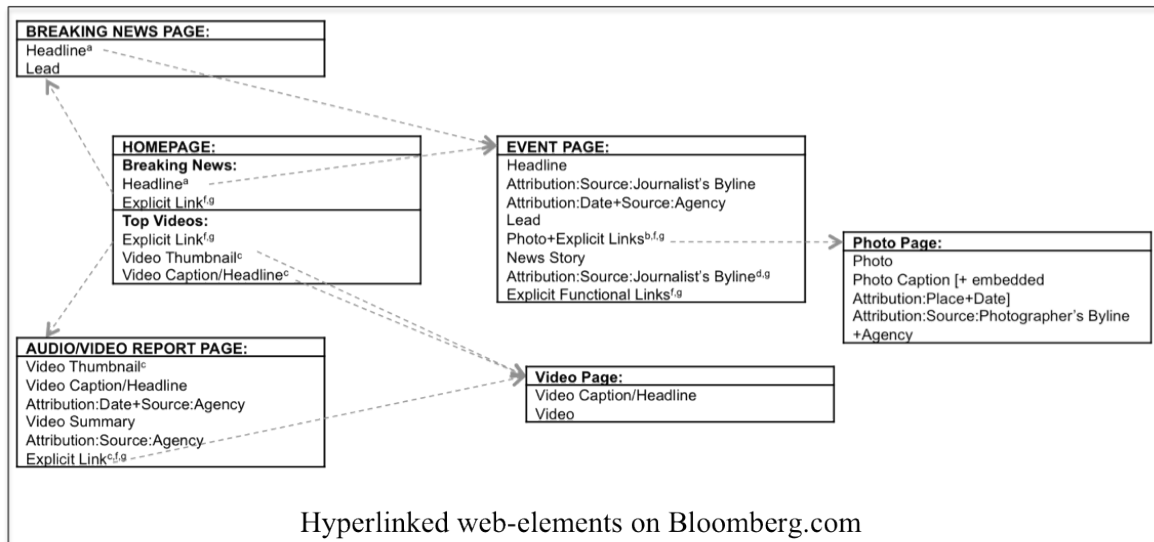 BREAKING NEWS PAGE:
Headlineᵃ
Lead
HOMEPAGE:
Breaking News:
Headlineᵃ
Explicit Linkᶠ,ᵍ
Top Videos:
Explicit Linkᶠ,ᵍ
Video Thumbnailᶜ
Video Caption/Headlineᶜ
EVENT PAGE:
Headline
Attribution:Source:Journalist's Byline
Attribution:Date+Source:Agency
Lead
Photo+Explicit Linksᵇ,ᶠ,ᵍ
News Story
Attribution:Source:Journalist's Bylineᵈ,ᵍ
Explicit Functional Linksᶠ,ᵍ
Photo Page:
Photo
Photo Caption [+ embedded
Attribution:Place+Date]
Attribution:Source:Photographer's Byline
+Agency
AUDIO/VIDEO REPORT PAGE:
Video Thumbnailᶜ
Video Caption/Headline
Attribution:Date+Source:Agency
Video Summary
Attribution:Source:Agency
Explicit Linkᶜ,ᶠ,ᵍ
Video Page:
Video Caption/Headline
Video
Hyperlinked web-elements on Bloomberg.com